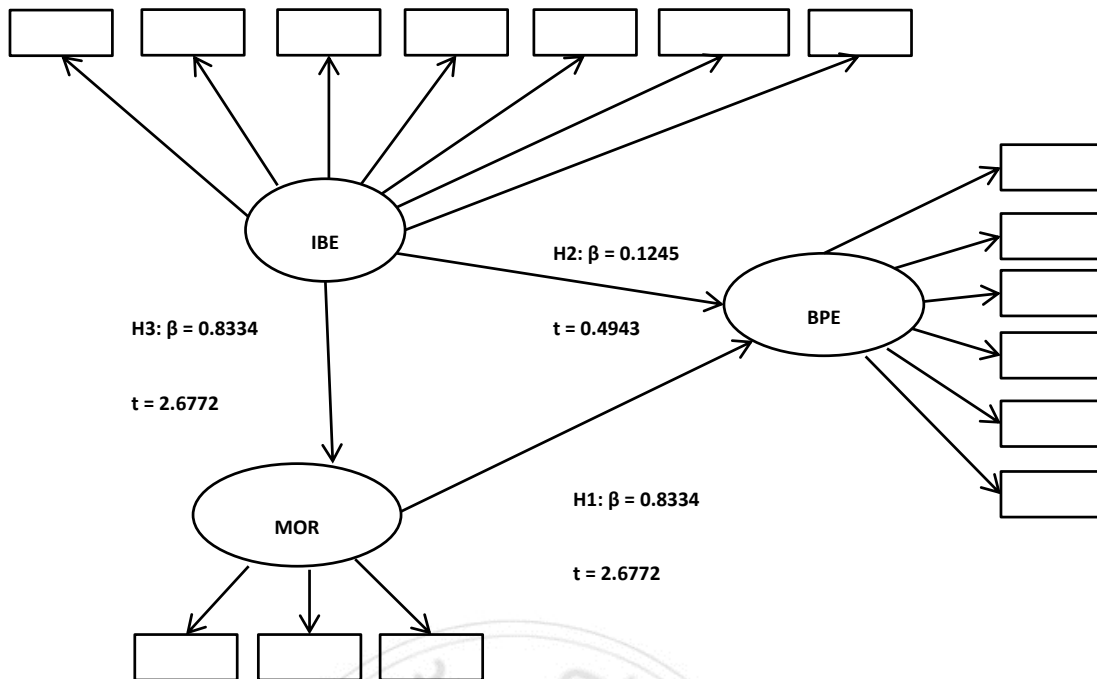 IBE
H2: β = 0.1245
t = 0.4943
BPE
H3: β = 0.8334
t = 2.6772
MOR
H1: β = 0.8334
t = 2.6772